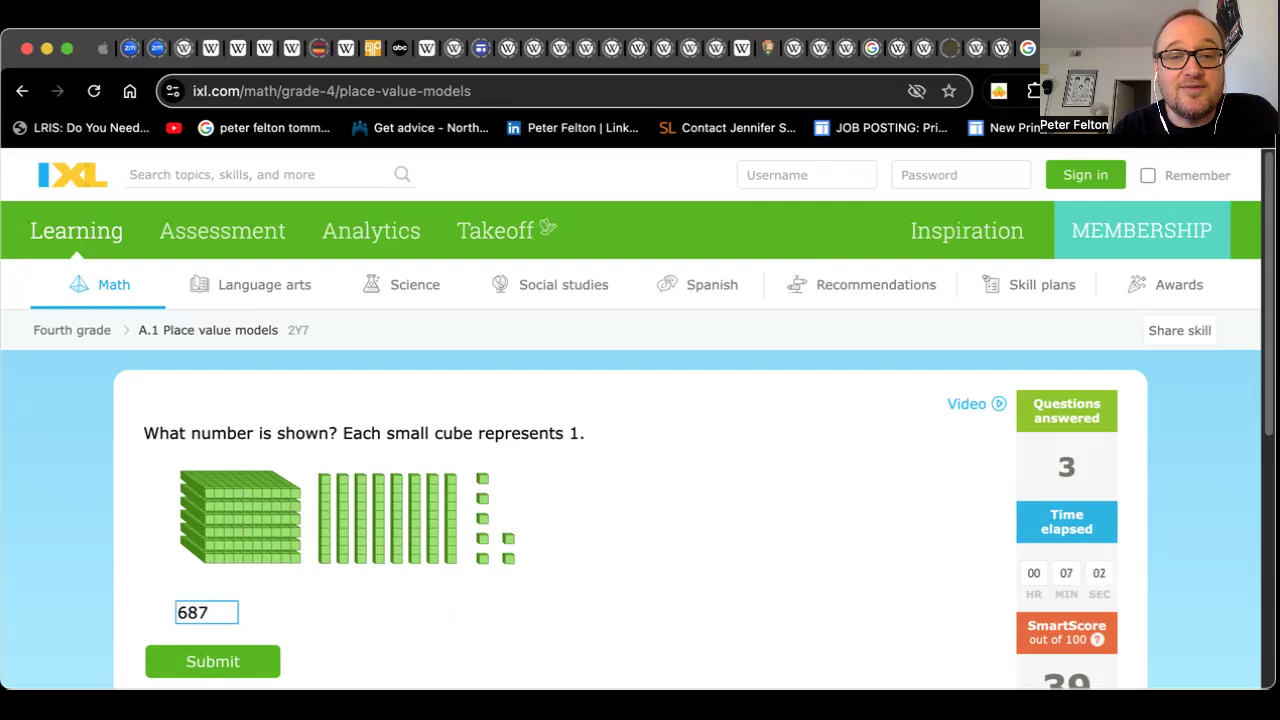 ixl.com/math/grade-4/place-value-models
LRIS: Do You Need...
peter felton tomm...
Get advice - North...
Peter Felton | Link...
SL Contact Jennifer S...
JOB POSTING: Pri...
New Prin
Peter Felton
IXL
Search topics, skills, and more
Username
Password
Sign in
Remember
Learning
Assessment
Analytics
Takeoff
Inspiration
MEMBERSHIP
Math
Language arts
Science
Social studies
Spanish
Recommendations
Skill plans
Awards
Fourth grade > A.1 Place value models 2Y7
Share skill
Video
What number is shown? Each small cube represents 1.
687
Submit
Questions
answered
3
Time
elapsed
00 07 02
HR MIN SEC
SmartScore
out of 100 ?
39